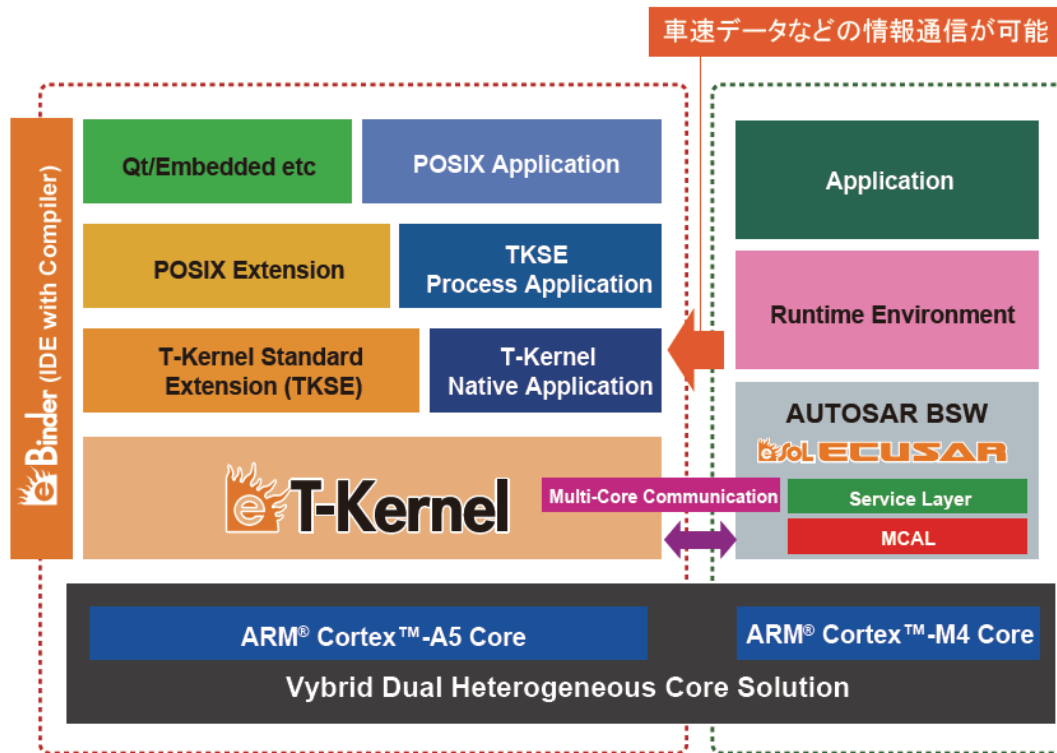 車速データなどの情報通信が可能
eBinder (IDE with Compiler)
Qt/Embedded etc
POSIX Application
POSIX Extension
TKSE
Process Application
T-Kernel Standard
Extension (TKSE)
T-Kernel
Native Application
eT-Kernel
Application
Runtime Environment
AUTOSAR BSW
eSOL ECUSAR
Multi-Core Communication
Service Layer
MCAL
ARM® Cortex™-A5 Core
ARM® Cortex™-M4 Core
Vybrid Dual Heterogeneous Core Solution